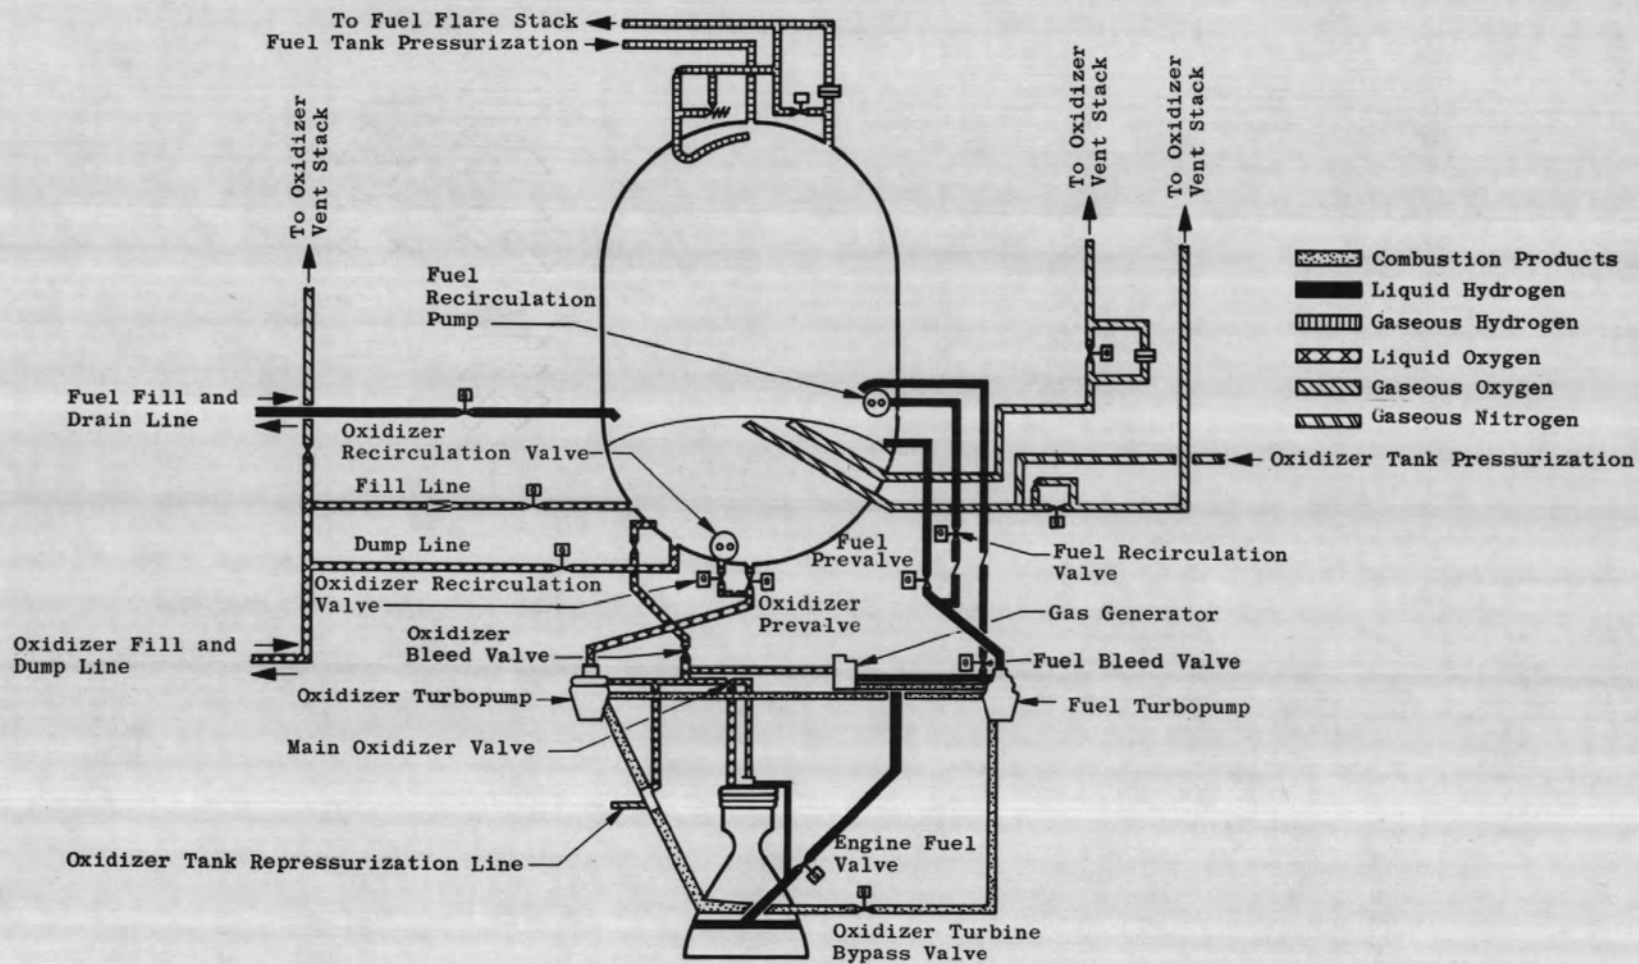 To Fuel Flare Stack
Fuel Tank Pressurization
To Oxidizer
Vent Stack
To Oxidizer
Vent Stack
To Oxidizer
Vent Stack
Fuel
Recirculation
Pump
Combustion Products
Liquid Hydrogen
Gaseous Hydrogen
Liquid Oxygen
Gaseous Oxygen
Gaseous Nitrogen
Fuel Fill and
Drain Line
Oxidizer
Recirculation Valve
Oxidizer Tank Pressurization
Fill Line
Dump Line
Fuel
Prevalve
Fuel Recirculation
Valve
Oxidizer Recirculation
Valve
Oxidizer
Prevalve
Gas Generator
Oxidizer Fill and
Dump Line
Oxidizer
Bleed Valve
Fuel Bleed Valve
Oxidizer Turbopump
Fuel Turbopump
Main Oxidizer Valve
Oxidizer Tank Repressurization Line
Engine Fuel
Valve
Oxidizer Turbine
Bypass Valve